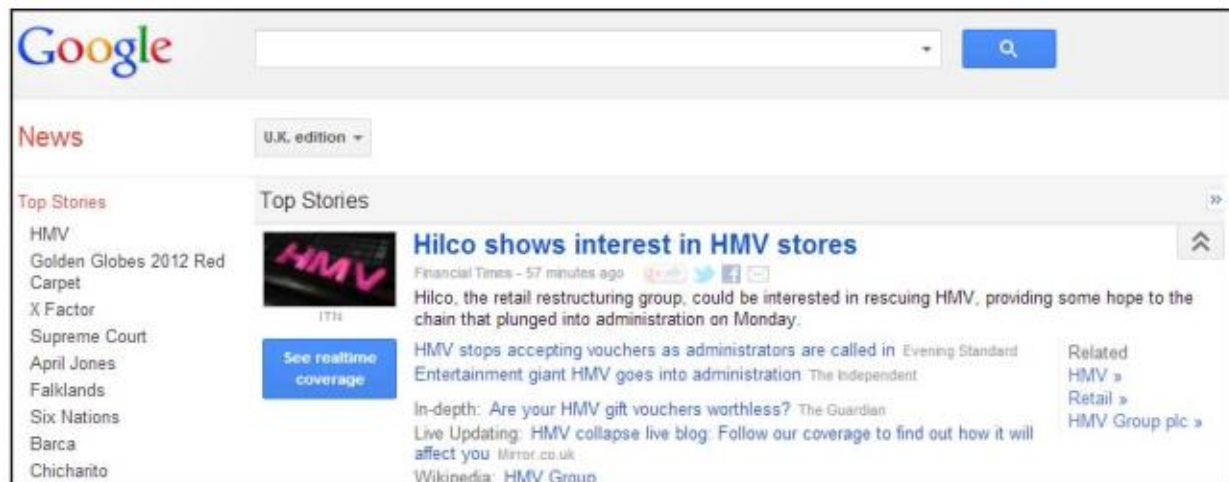 Google
News
U.K. edition
Top Stories
HMV
Golden Globes 2012 Red
Carpet
X Factor
Supreme Court
April Jones
Falklands
Six Nations
Barca
Chicharito
Top Stories
HMV
ITN
See realtime
coverage
Hilco shows interest in HMV stores
Financial Times - 57 minutes ago
Hilco, the retail restructuring group, could be interested in rescuing HMV, providing some hope to the
chain that plunged into administration on Monday.
HMV stops accepting vouchers as administrators are called in Evening Standard
Entertainment giant HMV goes into administration The Independent
In-depth: Are your HMV gift vouchers worthless? The Guardian
Live Updating: HMV collapse live blog: Follow our coverage to find out how it will
affect you Mirror.co.uk
Wikipedia: HMV Group
Related
HMV »
Retail »
HMV Group plc »